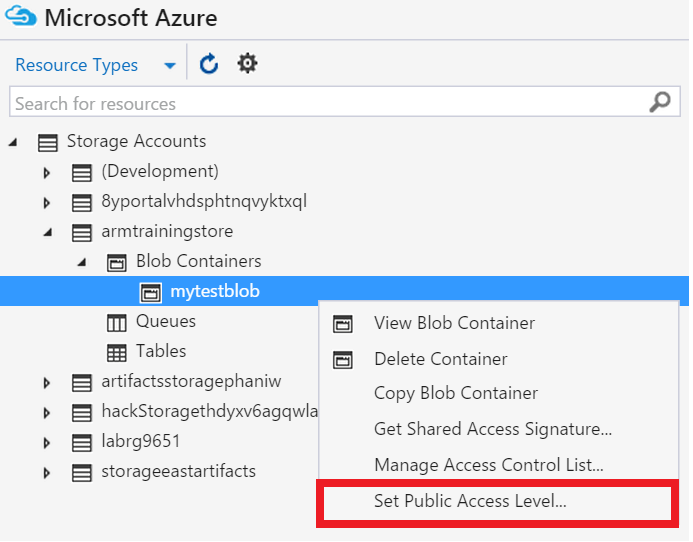 Microsoft Azure
Resource Types
Search for resources
Storage Accounts
(Development)
8yportalvhdsphtnqvyktxql
armtrainingstore
Blob Containers
mytestblob
Queues
Tables
artifactsstoragephaniw
hackStoragethdyxv6agqwla
labrg9651
storageeastartifacts
View Blob Container
Delete Container
Copy Blob Container
Get Shared Access Signature...
Manage Access Control List...
Set Public Access Level...